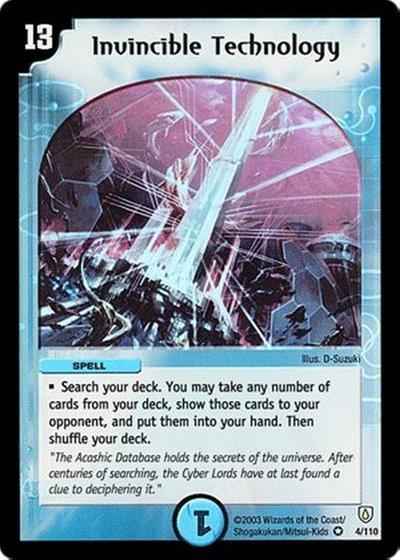 13
Invincible Technology
Illus. D-Suzuki
SPELL
▪ Search your deck. You may take any number of
cards from your deck, show those cards to your
opponent, and put them into your hand. Then
shuffle your deck.
"The Acashic Database holds the secrets of the universe. After
centuries of searching, the Cyber Lords have at last found a
clue to deciphering it."
1
©2003 Wizards of the Coast/
Shogakukan/Mitsui-Kids ✪ 4/110